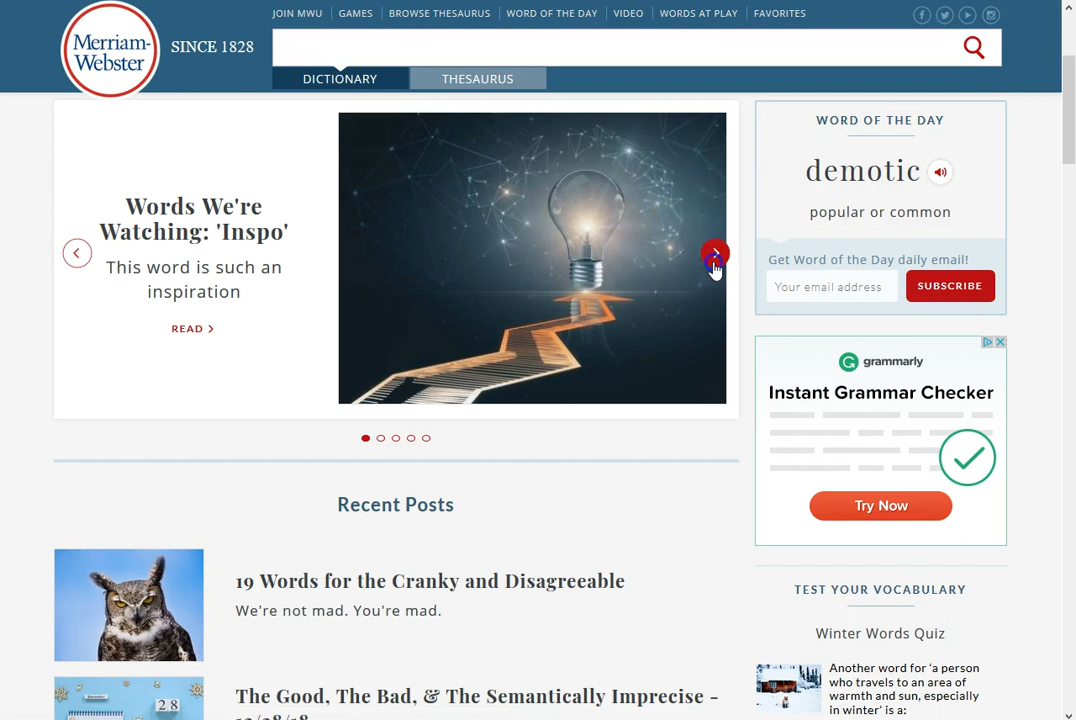 JOIN MWU GAMES BROWSE THESAURUS WORD OF THE DAY VIDEO WORDS AT PLAY FAVORITES
Merriam-
Webster
SINCE 1828
DICTIONARY THESAURUS
Words We're
Watching: 'Inspo'
This word is such an
inspiration
READ
WORD OF THE DAY
demotic
popular or common
Get Word of the Day daily email!
Your email address SUBSCRIBE
grammarly
Instant Grammar Checker
Try Now
Recent Posts
19 Words for the Cranky and Disagreeable
We're not mad. You're mad.
28
The Good, The Bad, & The Semantically Imprecise -
TEST YOUR VOCABULARY
Winter Words Quiz
Another word for 'a person
who travels to an area of
warmth and sun, especially
in winter' is a: